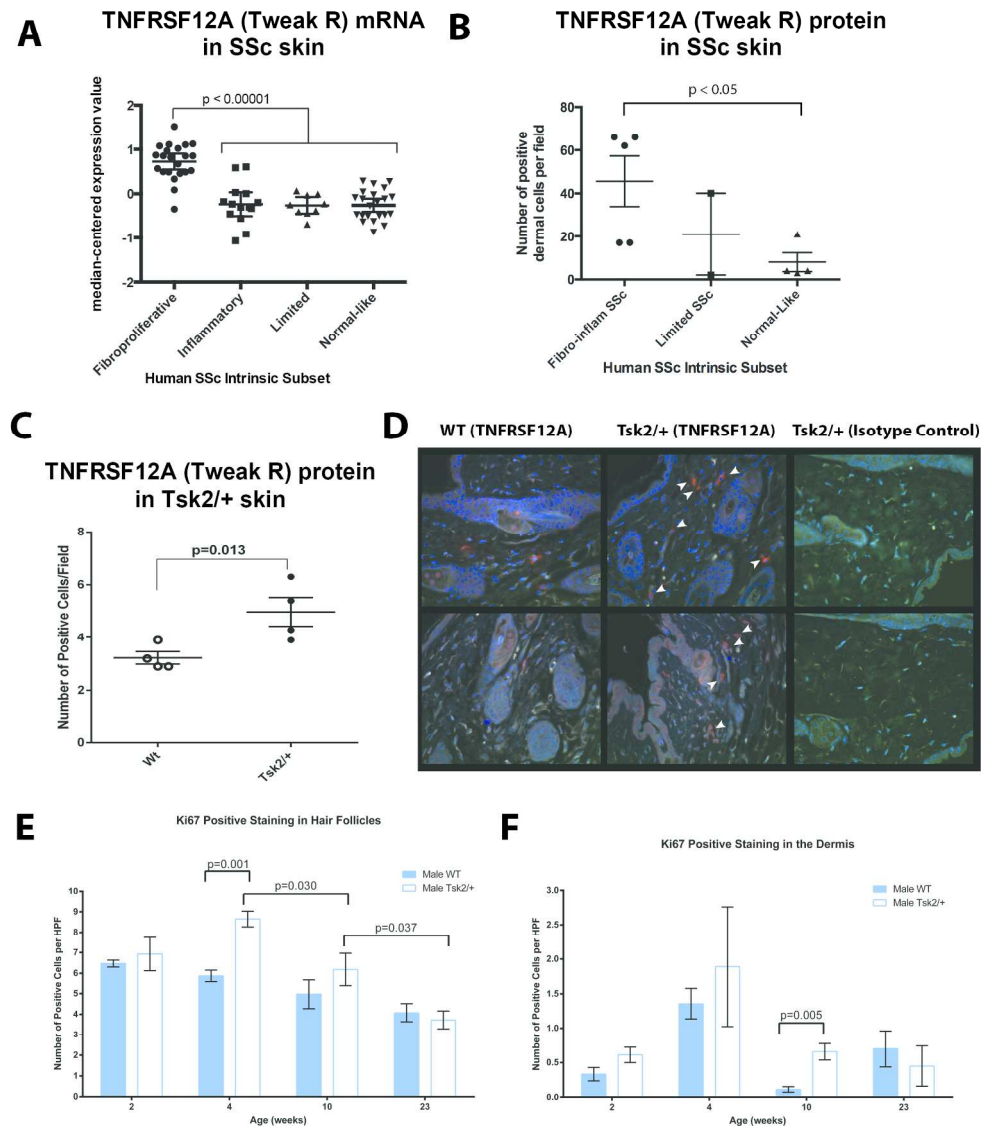 A
TNFRSF12A (Tweak R) mRNA
in SSc skin
p < 0.00001
median-centered expression value
2
1
0
-1
-2
Fibroproliferative
Inflammatory
Limited
Normal-like
Human SSc Intrinsic Subset
B
TNFRSF12A (Tweak R) protein
in SSc skin
p < 0.05
Number of positive
dermal cells per field
80
60
40
20
0
Fibro-inflam SSc
Limited SSc
Normal-Like
Human SSc Intrinsic Subset
C
TNFRSF12A (Tweak R) protein
in Tsk2/+ skin
p=0.013
Number of Positive Cells/Field
8
6
4
2
0
Wt
Tsk2/+
D
WT (TNFRSF12A)
Tsk2/+ (TNFRSF12A)
Tsk2/+ (Isotype Control)
E
Ki67 Positive Staining in Hair Follicles
Male WT
Male Tsk2/+
p=0.001
p=0.030
p=0.037
Number of Positive Cells per HPF
10
9
8
7
6
5
4
3
2
1
0
2
4
10
23
Age (weeks)
F
Ki67 Positive Staining in the Dermis
Male WT
Male Tsk2/+
p=0.005
Number of Positive Cells per HPF
3.0
2.5
2.0
1.5
1.0
0.5
0.0
2
4
10
23
Age (weeks)